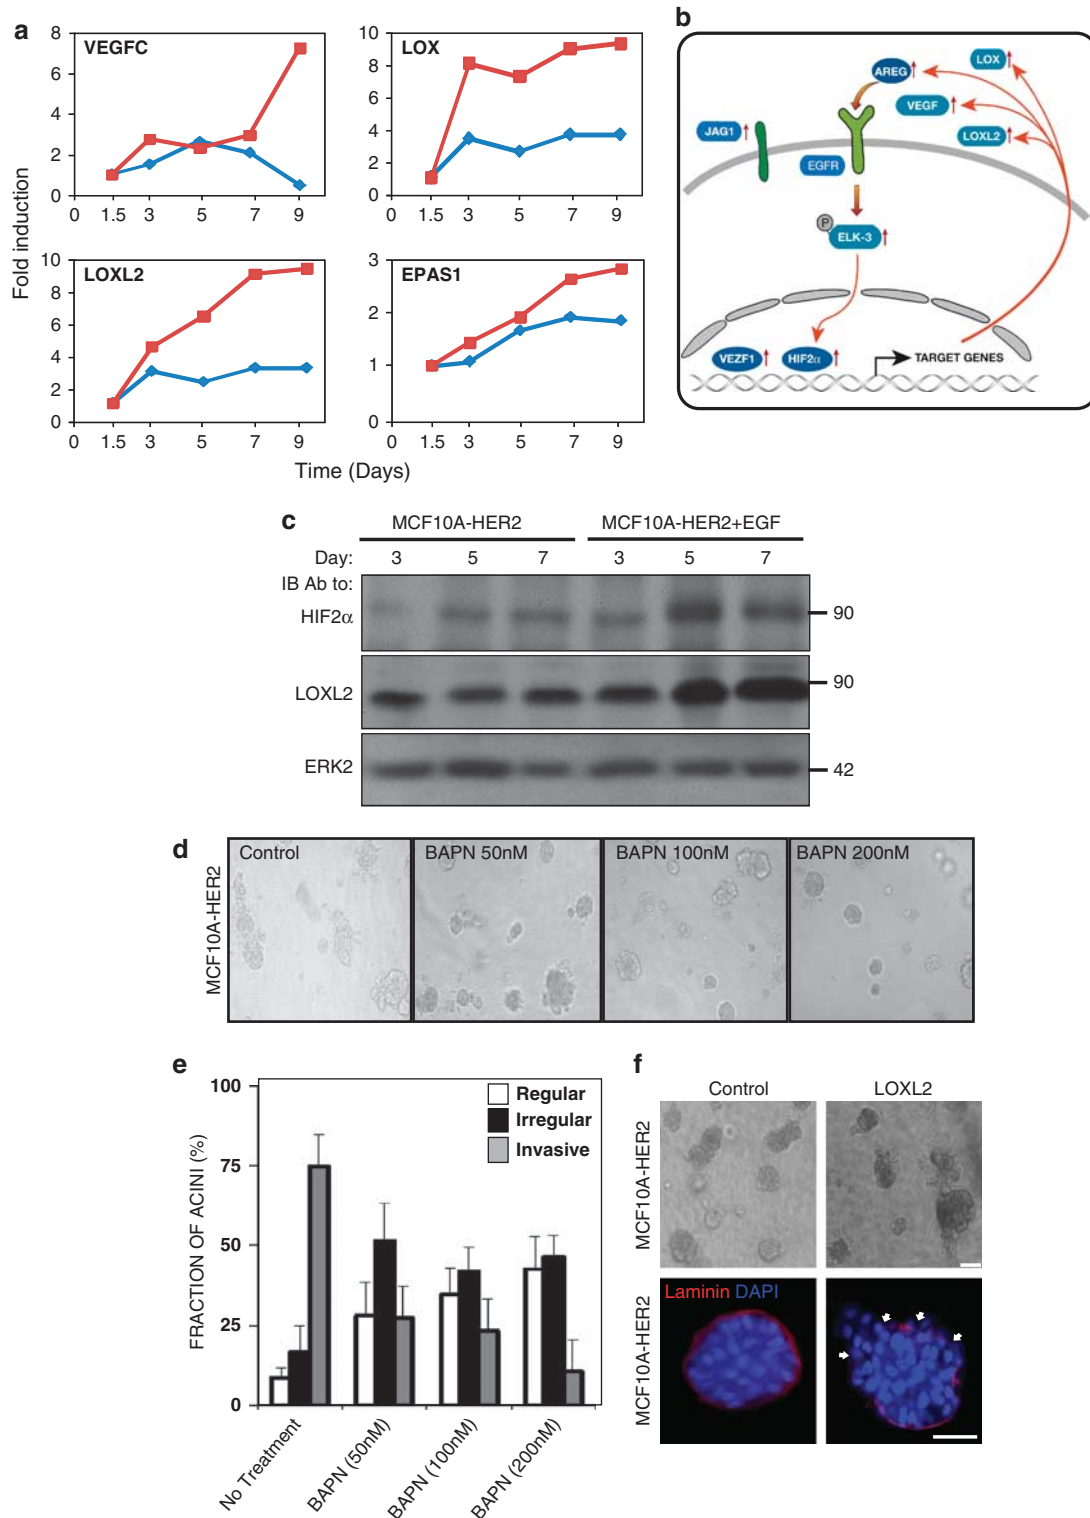 a
VEGFC
8
6
4
2
0
0 1.5 3 5 7 9
LOX
10
8
6
4
2
0
0 1.5 3 5 7 9
Fold induction
LOXL2
10
8
6
4
2
0
0 1.5 3 5 7 9
EPAS1
3
2
1
0
0 1.5 3 5 7 9
Time (Days)
b
AREG
LOX
VEGF
LOXL2
JAG1
EGFR
P
ELK-3
VEZF1
HIF2α
TARGET GENES
c
MCF10A-HER2
MCF10A-HER2+EGF
Day: 3 5 7 3 5 7
IB Ab to:
HIF2α
90
LOXL2
90
ERK2
42
d
MCF10A-HER2
Control
BAPN 50nM
BAPN 100nM
BAPN 200nM
e
FRACTION OF ACINI (%)
100
75
50
25
0
Regular
Irregular
Invasive
No Treatment
BAPN (50nM)
BAPN (100nM)
BAPN (200nM)
f
Control
LOXL2
MCF10A-HER2
MCF10A-HER2
Laminin DAPI